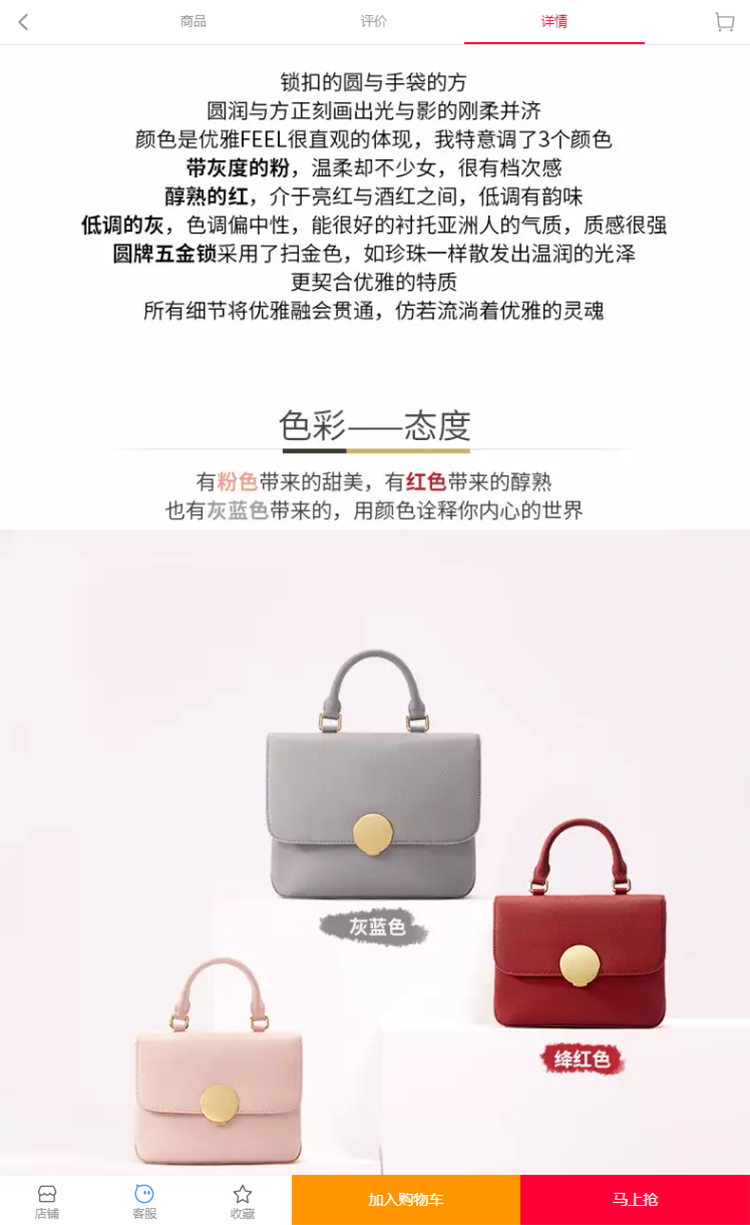 商品 评价 详情
锁扣的圆与手袋的方
圆润与方正刻画出光与影的刚柔并济
颜色是优雅FEEL很直观的体现，我特意调了3个颜色
带灰度的粉，温柔却不少女，很有档次感
醇熟的红，介于亮红与酒红之间，低调有韵味
低调的灰，色调偏中性，能很好的衬托亚洲人的气质，质感很强
圆牌五金锁采用了扫金色，如珍珠一样散发出温润的光泽
更契合优雅的特质
所有细节将优雅融会贯通，仿若流淌着优雅的灵魂
色彩——态度
有粉色带来的甜美，有红色带来的醇熟
也有灰蓝色带来的，用颜色诠释你内心的世界
灰蓝色
绛红色
店铺 客服 收藏 加入购物车 马上抢